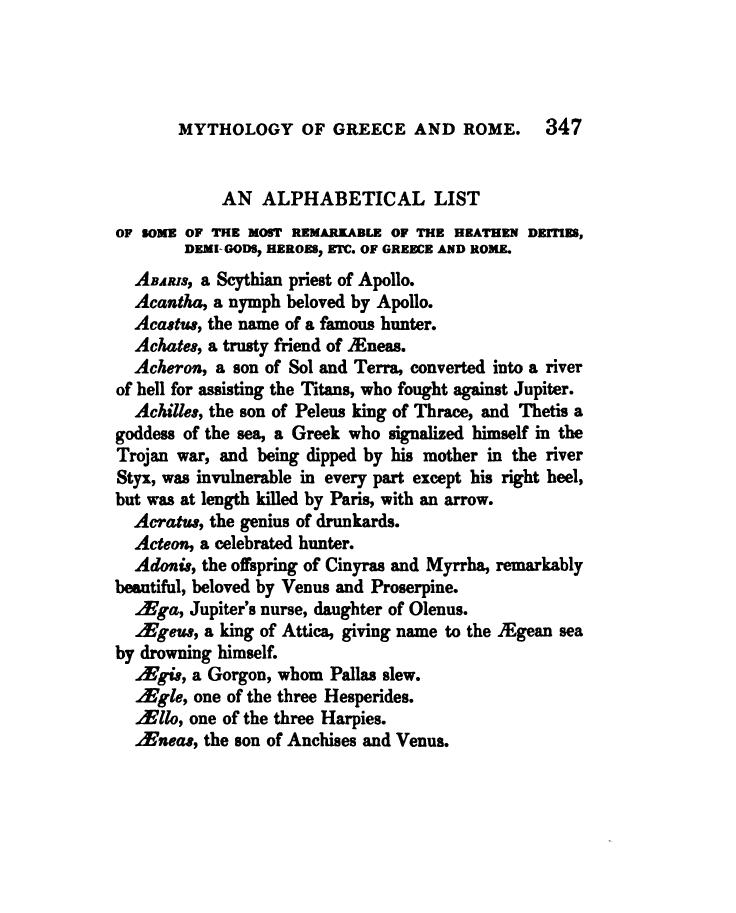 MYTHOLOGY OF GREECE AND ROME. 347
AN ALPHABETICAL LIST
OF SOME OF THE MOST REMARKABLE OF THE HEATHEN DEITIES,
DEMI-GODS, HEROES, ETC. OF GREECE AND ROME.
ABARIS, a Scythian priest of Apollo.
Acantha, a nymph beloved by Apollo.
Acastus, the name of a famous hunter.
Achates, a trusty friend of Æneas.
Acheron, a son of Sol and Terra, converted into a river
of hell for assisting the Titans, who fought against Jupiter.
Achilles, the son of Peleus king of Thrace, and Thetis a
goddess of the sea, a Greek who signalized himself in the
Trojan war, and being dipped by his mother in the river
Styx, was invulnerable in every part except his right heel,
but was at length killed by Paris, with an arrow.
Acratus, the genius of drunkards.
Acteon, a celebrated hunter.
Adonis, the offspring of Cinyras and Myrrha, remarkably
beautiful, beloved by Venus and Proserpine.
Æga, Jupiter's nurse, daughter of Olenus.
Ægeus, a king of Attica, giving name to the Ægean sea
by drowning himself.
Ægis, a Gorgon, whom Pallas slew.
Ægle, one of the three Hesperides.
Ællo, one of the three Harpies.
Æneas, the son of Anchises and Venus.